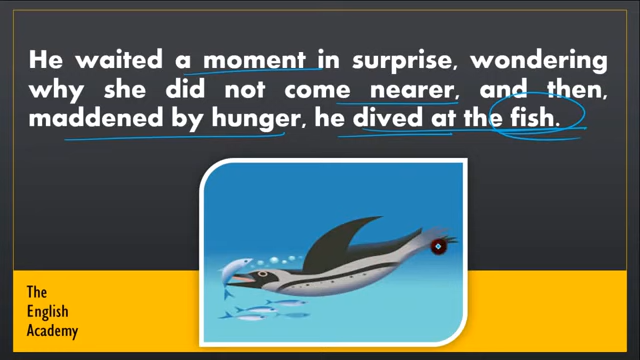 He waited a moment in surprise, wondering
why she did not come nearer, and then,
maddened by hunger, he dived at the fish.
The
English
Academy